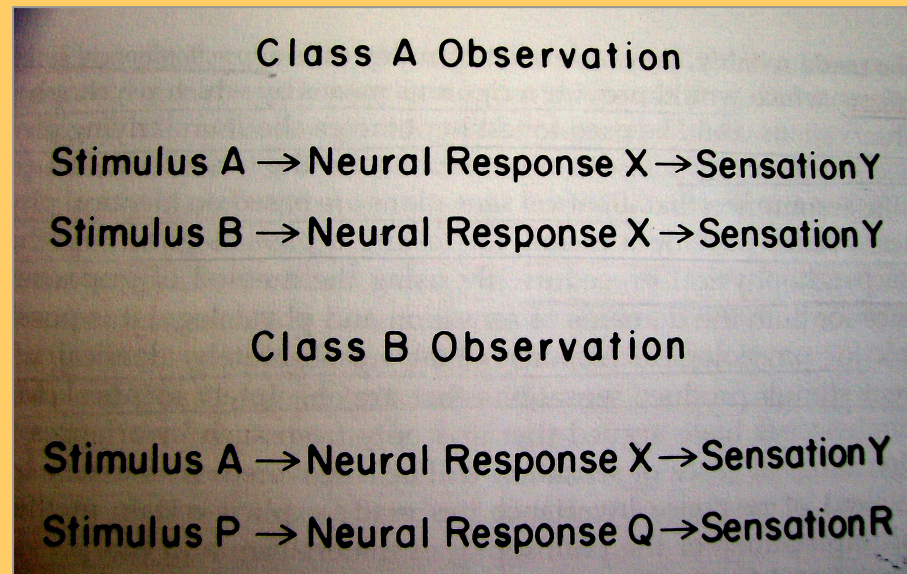 Class A Observation
Stimulus A → Neural Response X → Sensation Y
Stimulus B → Neural Response X → Sensation Y
Class B Observation
Stimulus A → Neural Response X → Sensation Y
Stimulus P → Neural Response Q → Sensation R